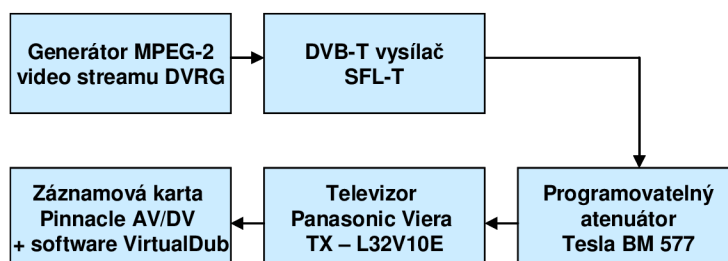 Generátor MPEG-2
video streamu DVRG
DVB-T vysílač
SFL-T
Záznamová karta
Pinnacle AV/DV
+ software VirtualDub
Televizor
Panasonic Viera
TX – L32V10E
Programovatelný
atenuátor
Tesla BM 577